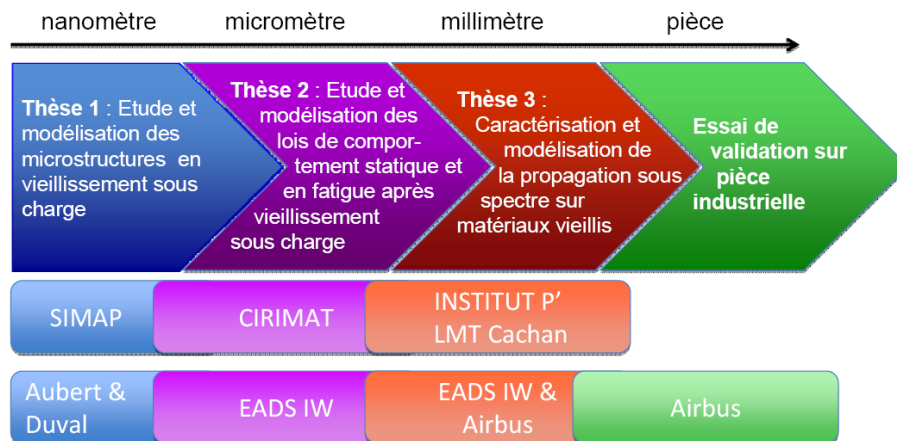 nanomètre micromètre millimètre pièce
Thèse 1 : Etude et
modélisation des
microstructures en
vieillissement sous
charge
Thèse 2 : Etude et
modélisation des
lois de compor-
tement statique et
en fatigue après
vieillissement
sous charge
Thèse 3 :
Caractérisation et
modélisation de
la propagation sous
spectre sur
matériaux vieillis
Essai de
validation sur
pièce
industrielle
SIMAP
CIRIMAT
INSTITUT P'
LMT Cachan
Aubert &
Duval
EADS IW
EADS IW &
Airbus
Airbus